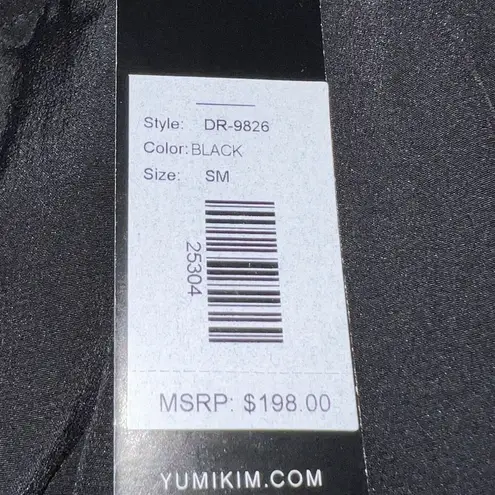 Style: DR-9826
Color: BLACK
Size: SM
25304
MSRP: $198.00
YUMIKIM.COM